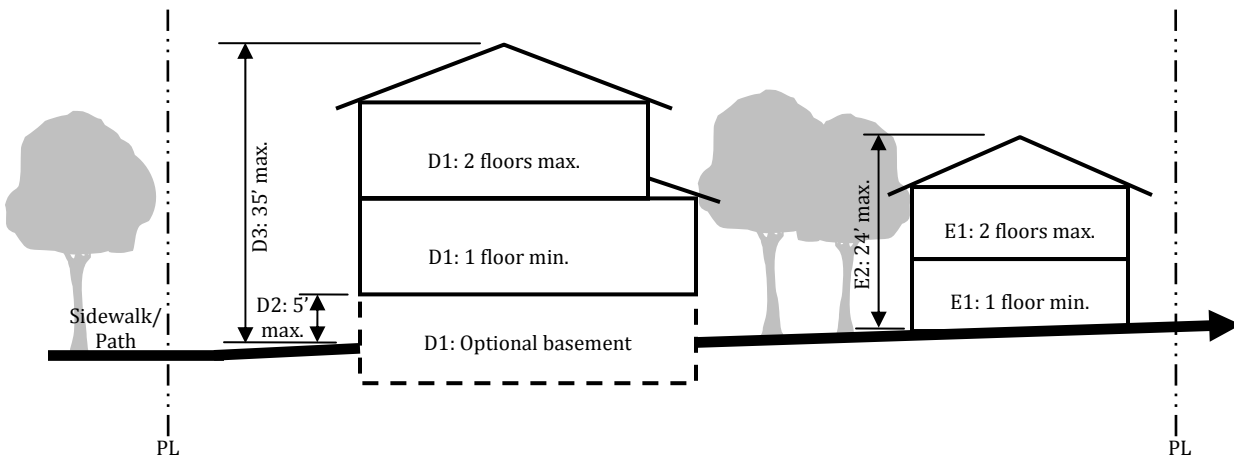 D3: 35’ max.
D1: 2 floors max.
D1: 1 floor min.
D2: 5’
max.
D1: Optional basement
Sidewalk/
Path
E2: 24’ max.
E1: 2 floors max.
E1: 1 floor min.
PL
PL